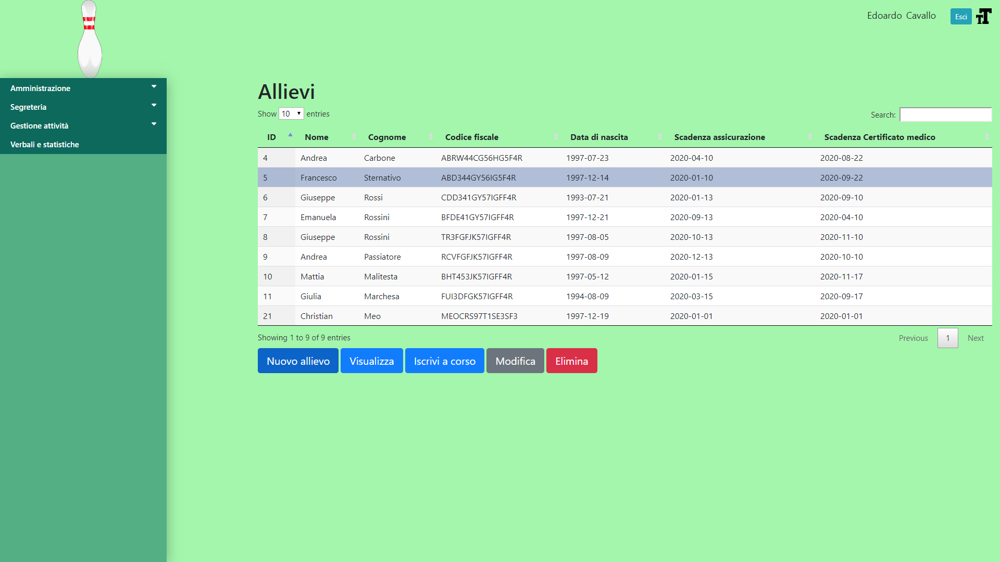 Edoardo Cavallo Esci
Amministrazione
Segreteria
Gestione attività
Verbali e statistiche
Allievi
Show 10 entries Search:
ID Nome Cognome Codice fiscale Data di nascita Scadenza assicurazione Scadenza Certificato medico
4 Andrea Carbone ABRW44CG56HG5F4R 1997-07-23 2020-04-10 2020-08-22
5 Francesco Sternativo ABD344GY56IG5F4R 1997-12-14 2020-01-10 2020-09-22
6 Giuseppe Rossi CDD341GY57IGFF4R 1993-07-21 2020-01-13 2020-09-10
7 Emanuela Rossini BFDE41GY57IGFF4R 1997-12-21 2020-09-13 2020-04-10
8 Giuseppe Rossini TR3FGFJK57IGFF4R 1997-08-05 2020-10-13 2020-11-10
9 Andrea Passiatore RCVFGFJK57IGFF4R 1997-08-09 2020-12-13 2020-10-10
10 Mattia Malitesta BHT453JK57IGFF4R 1997-05-12 2020-01-15 2020-11-17
11 Giulia Marchesa FUI3DFGK57IGFF4R 1994-08-09 2020-03-15 2020-09-17
21 Christian Meo MEOCRS97T1SE3SF3 1997-12-19 2020-01-01 2020-01-01
Showing 1 to 9 of 9 entries Previous 1 Next
Nuovo allievo Visualizza Iscrivi a corso Modifica Elimina